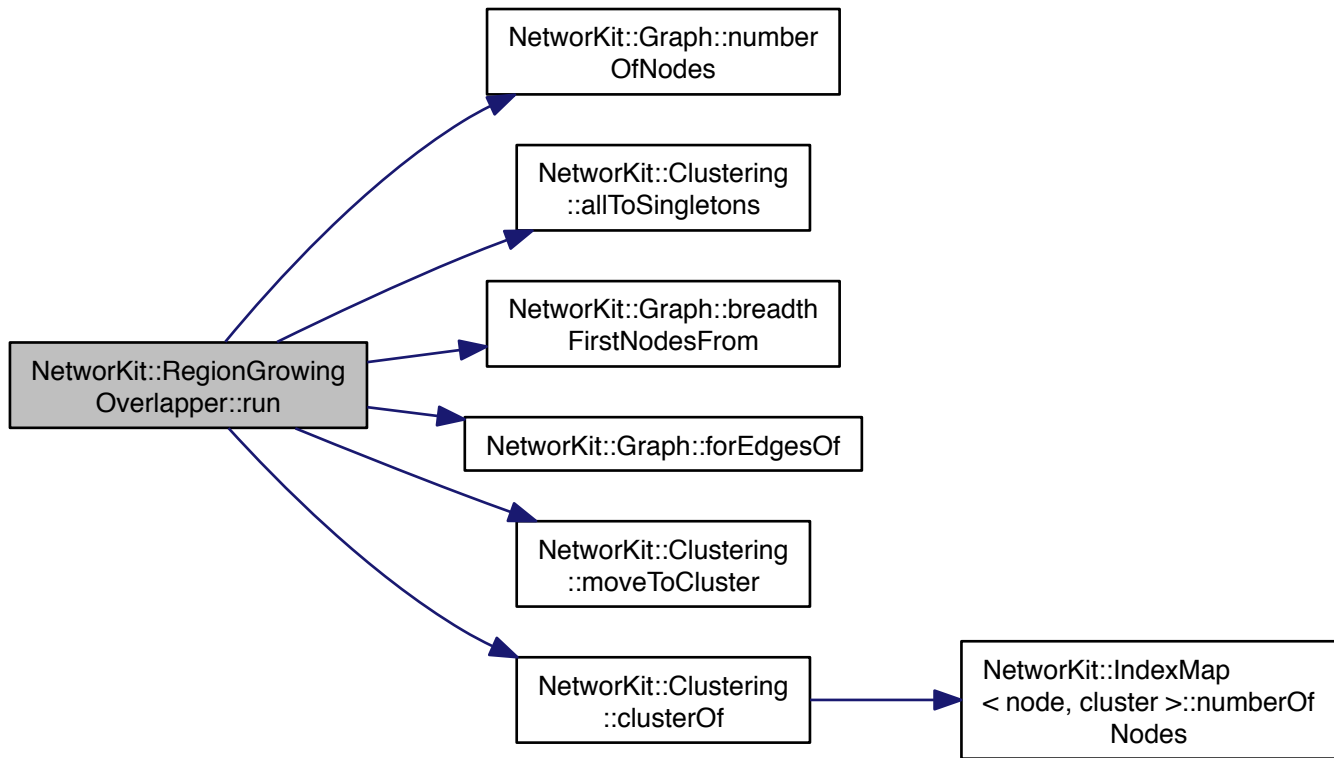 NetworKit::Graph::number
OfNodes
NetworKit::Clustering
::allToSingletons
NetworKit::Graph::breadth
FirstNodesFrom
NetworKit::RegionGrowing
Overlapper::run
NetworKit::Graph::forEdgesOf
NetworKit::Clustering
::moveToCluster
NetworKit::Clustering
::clusterOf
NetworKit::IndexMap
< node, cluster >::numberOf
Nodes